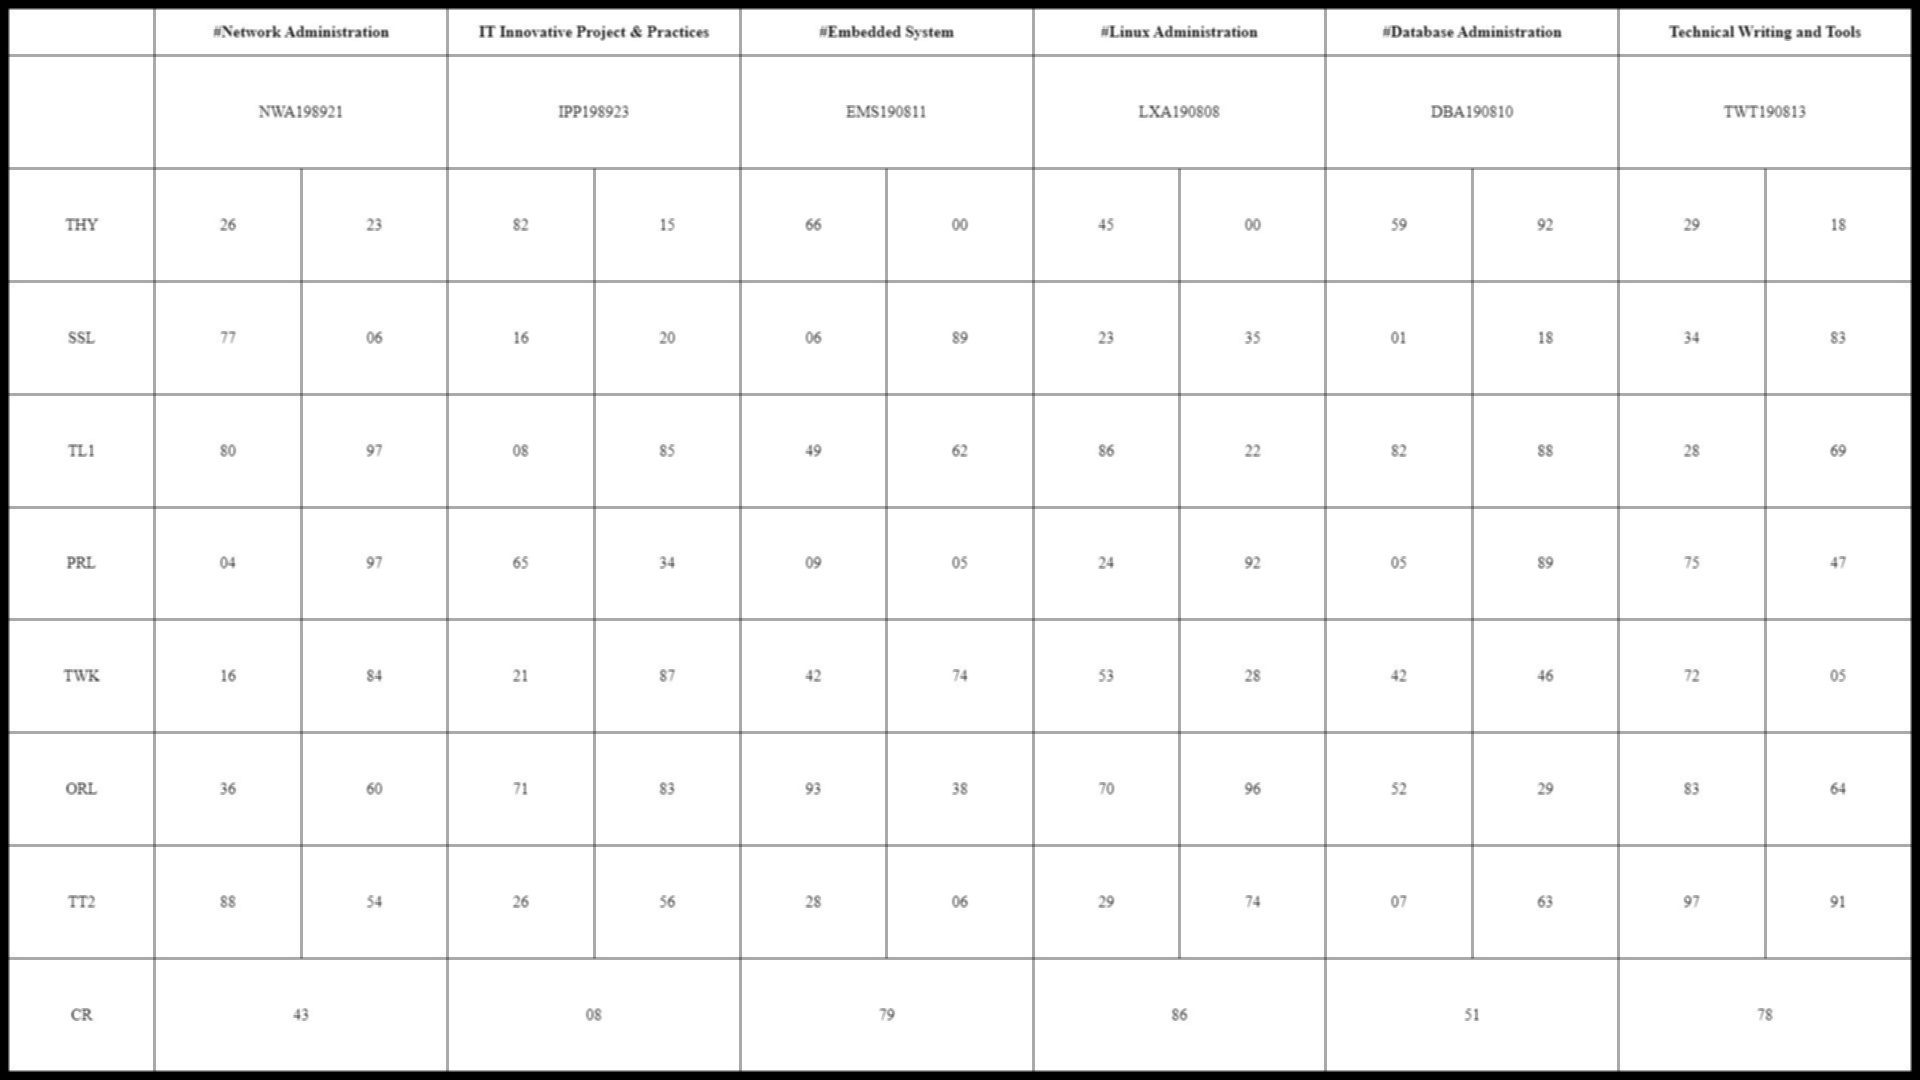 #Network Administration IT Innovative Project & Practices #Embedded System #Linux Administration #Database Administration Technical Writing and Tools
NWA198921 IPP198923 EMS190811 LXA190808 DBA190810 TWT190813
THY 26 23 82 15 66 00 45 00 59 92 29 18
SSL 77 06 16 20 06 89 23 35 01 18 34 83
TL1 80 97 08 85 49 62 86 22 82 88 28 69
PRL 04 97 65 34 09 05 24 92 05 89 75 47
TWK 16 84 21 87 42 74 53 28 42 46 72 05
ORL 36 60 71 83 93 38 70 96 52 29 83 64
TT2 88 54 26 56 28 06 29 74 07 63 97 91
CR 43 08 79 86 51 78